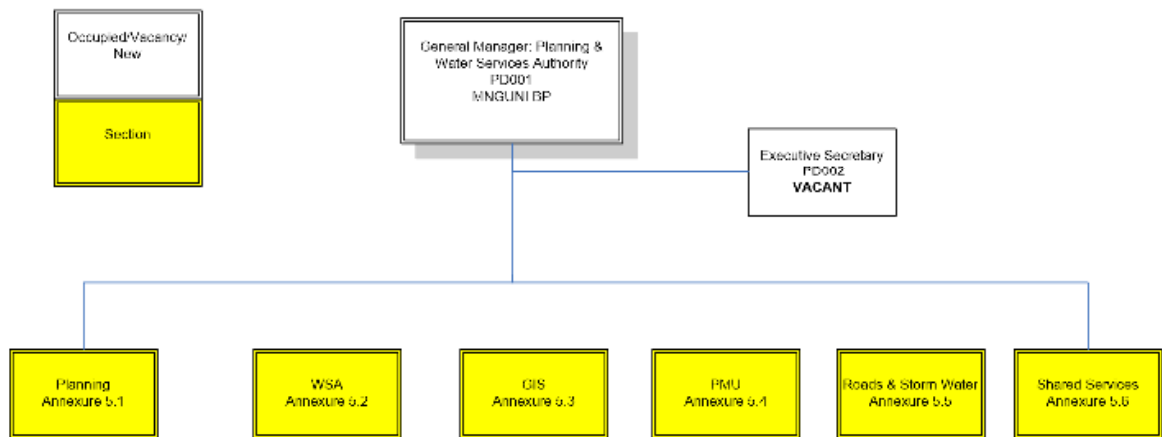 Occupied/Vacancy/
New
Section
General Manager: Planning &
Water Services Authority
PD001
MNGUNI BP
Executive Secretary
PD002
VACANT
Planning
Annexure 5.1
WSA
Annexure 5.2
GIS
Annexure 5.3
PMU
Annexure 5.4
Roads & Storm Water
Annexure 5.5
Shared Services
Annexure 5.6